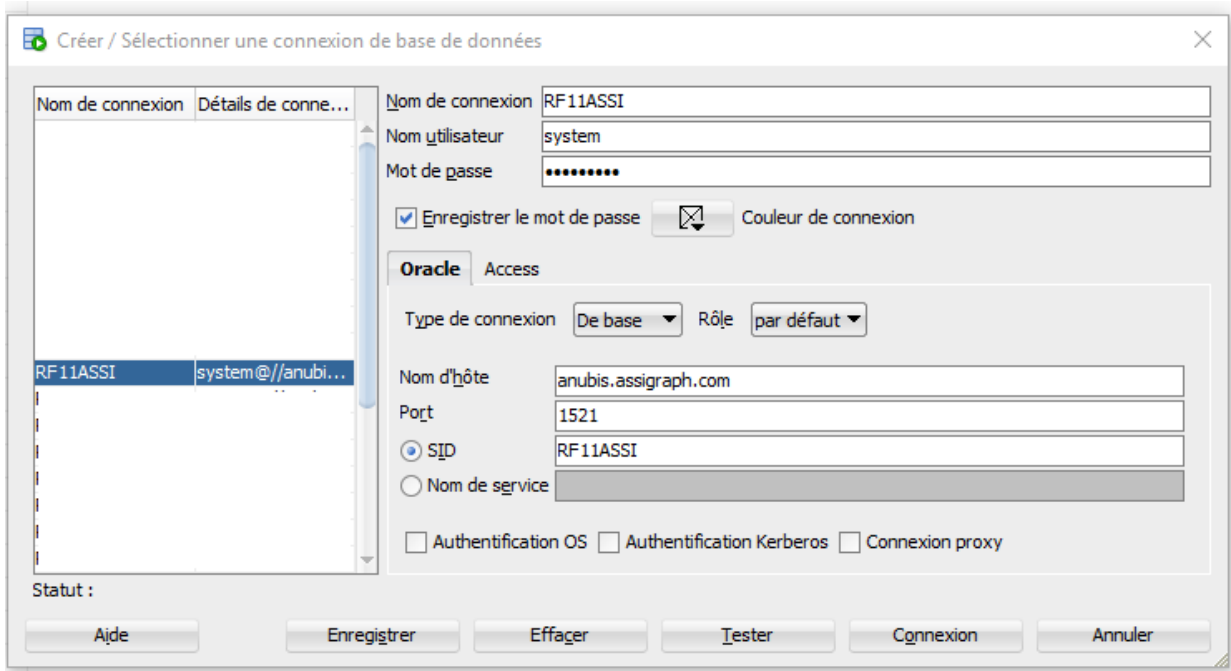 Créer / Sélectionner une connexion de base de données
Nom de connexion Détails de conne...
RF11ASSI system@//anubi...
Nom de connexion RF11ASSI
Nom utilisateur system
Mot de passe •••••••••
Enregistrer le mot de passe Couleur de connexion
Oracle Access
Type de connexion De base Rôle par défaut
Nom d'hôte anubis.assigraph.com
Port 1521
SID RF11ASSI
Nom de service
Authentification OS Authentification Kerberos Connexion proxy
Statut :
Aide Enregistrer Effacer Tester Connexion Annuler